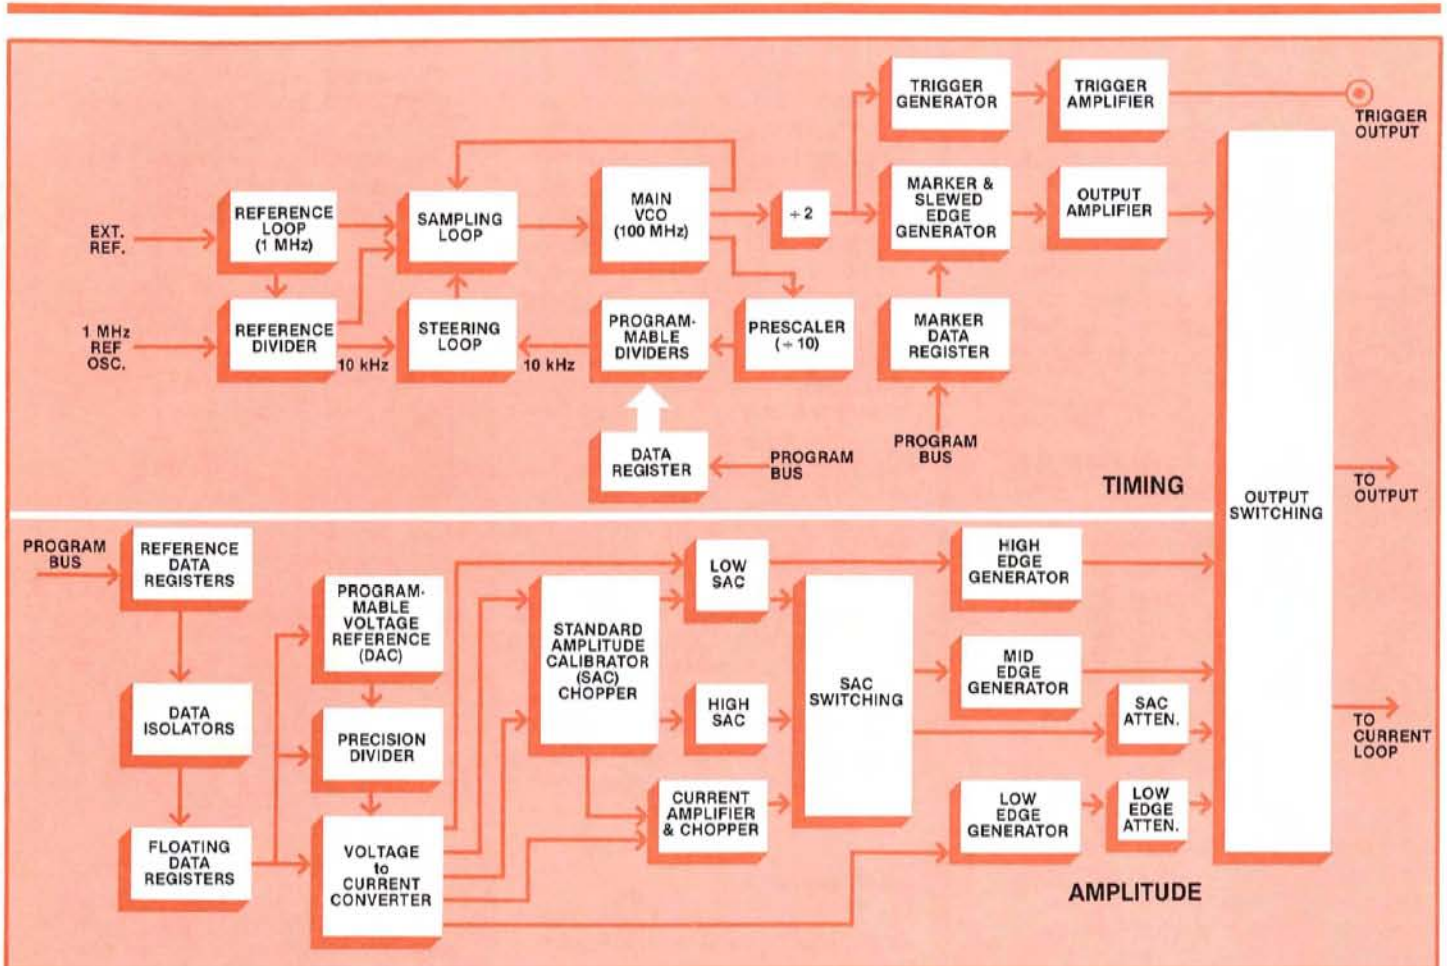 TRIGGER
GENERATOR
TRIGGER
AMPLIFIER
TRIGGER
OUTPUT
EXT.
REF.
REFERENCE
LOOP
(1 MHz)
SAMPLING
LOOP
MAIN
VCO
(100 MHz)
÷ 2
MARKER &
SLEWED
EDGE
GENERATOR
OUTPUT
AMPLIFIER
1 MHz
REF
OSC.
REFERENCE
DIVIDER
10 kHz
STEERING
LOOP
10 kHz
PROGRAM-
MABLE
DIVIDERS
PRESCALER
(÷ 10)
MARKER
DATA
REGISTER
DATA
REGISTER
PROGRAM
BUS
PROGRAM
BUS
TIMING
OUTPUT
SWITCHING
TO
OUTPUT
PROGRAM
BUS
REFERENCE
DATA
REGISTERS
PROGRAM-
MABLE
VOLTAGE
REFERENCE
(DAC)
STANDARD
AMPLITUDE
CALIBRATOR
(SAC)
CHOPPER
LOW
SAC
HIGH
EDGE
GENERATOR
DATA
ISOLATORS
PRECISION
DIVIDER
HIGH
SAC
SAC
SWITCHING
MID
EDGE
GENERATOR
SAC
ATTEN.
TO
CURRENT
LOOP
FLOATING
DATA
REGISTERS
VOLTAGE
to
CURRENT
CONVERTER
CURRENT
AMPLIFIER
& CHOPPER
LOW
EDGE
GENERATOR
LOW
EDGE
ATTEN.
AMPLITUDE